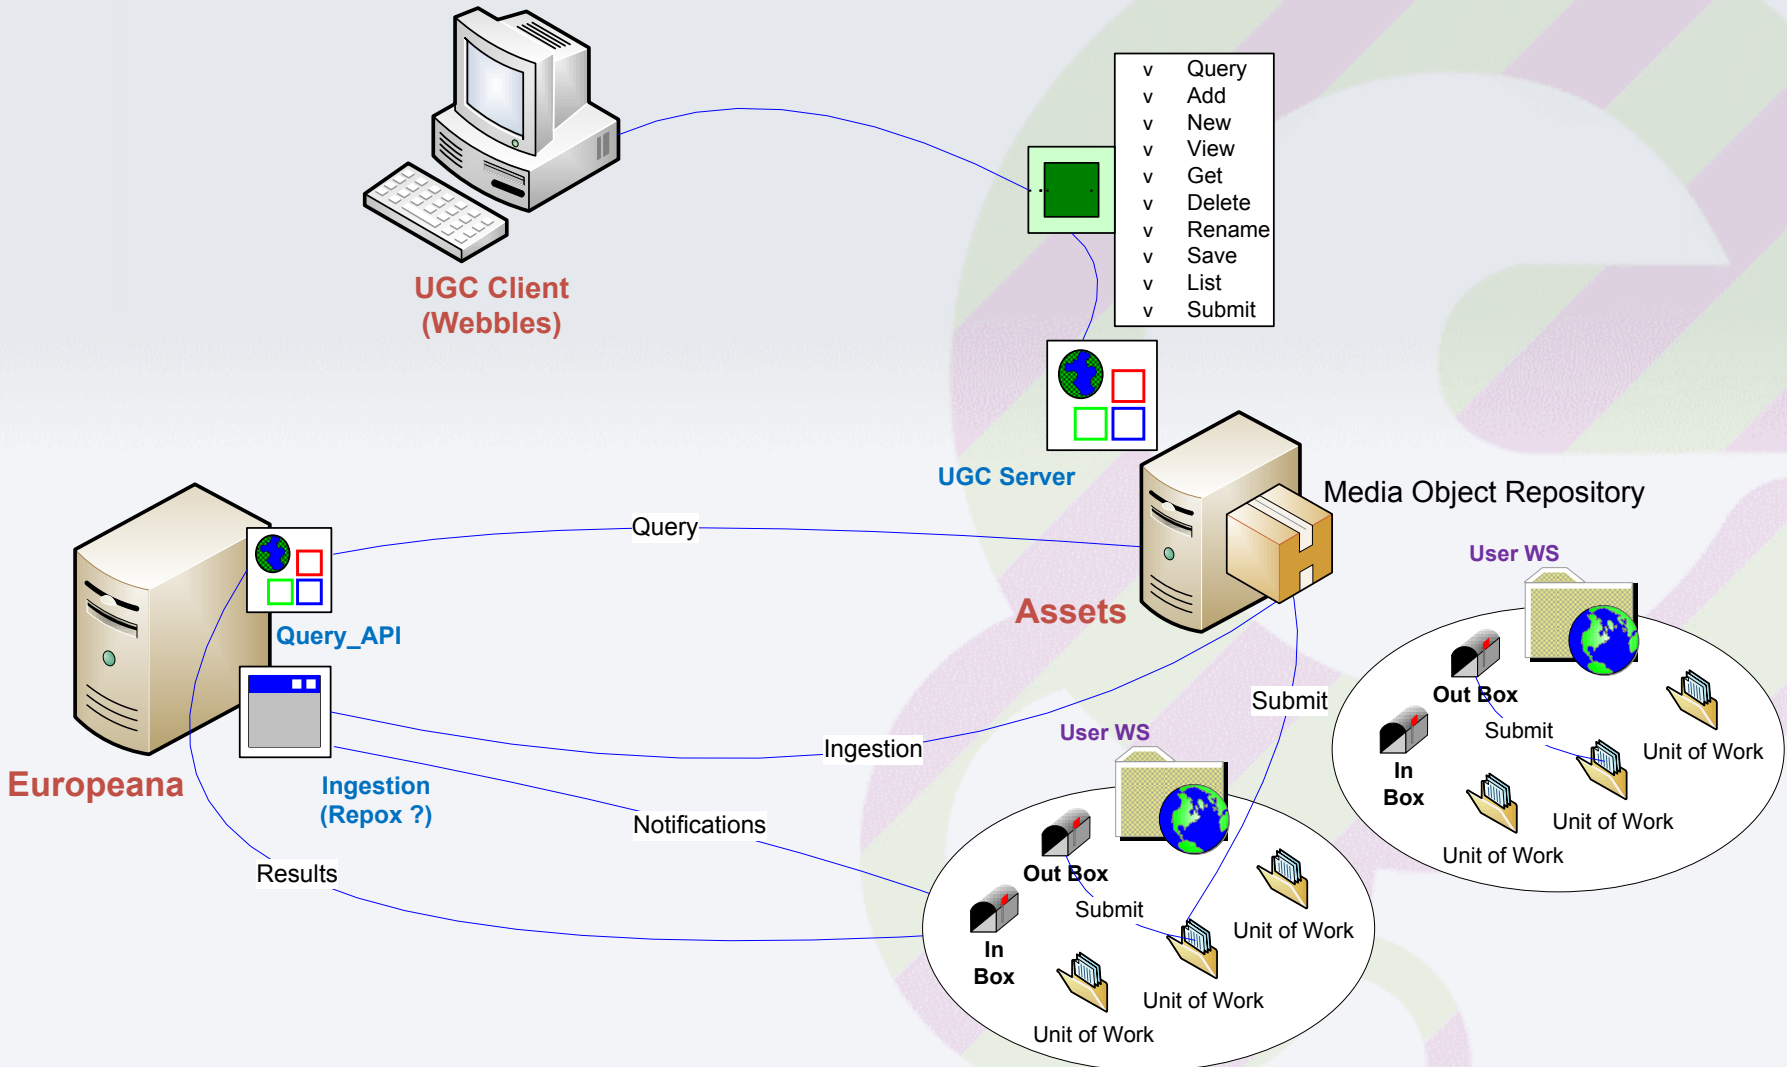 v Query
v Add
v New
v View
v Get
v Delete
v Rename
v Save
v List
v Submit
UGC Client
(Webbles)
UGC Server
Media Object Repository
Query
User WS
Assets
Query_API
Out Box
Submit
Submit
In
Box
Unit of Work
Unit of Work
Unit of Work
User WS
Ingestion
Europeana
Ingestion
(Repox ?)
Notifications
Results
Out Box
Submit
In
Box
Unit of Work
Unit of Work
Unit of Work